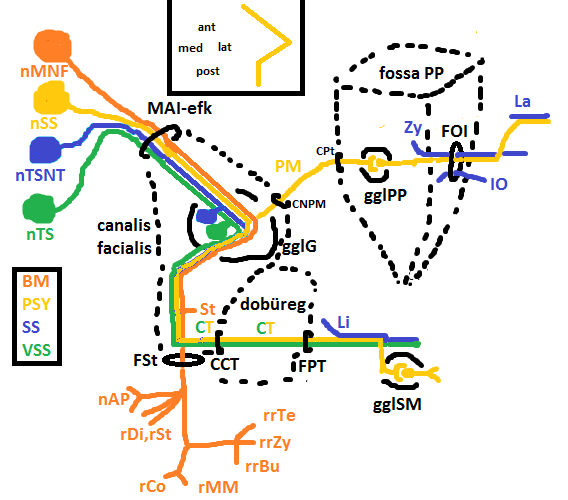 ant
med lat
post
nMNF
nSS
nTSNT
nTS
MAI-efk
canalis
facialis
gglG
PM
CNPM
CPt
fossa PP
gglPP
FOI
Zy
La
IO
BM
PSY
SS
VSS
St
CT
dobüreg
CT
Li
FSt
CCT
FPT
gglSM
nAP
rDi,rSt
rrTe
rrZy
rrBu
rCo
rMM